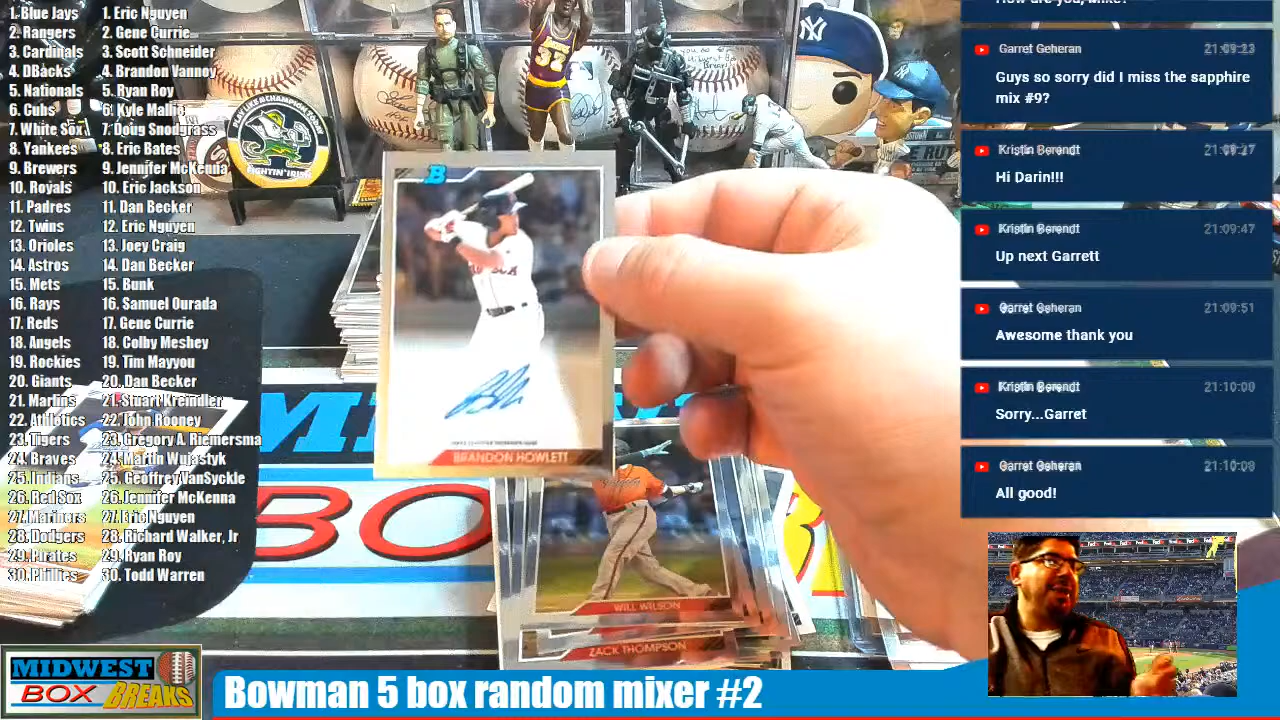 1. Blue Jays
2. Rangers
3. Cardinals
4. DBacks
5. Nationals
6. Cubs
7. White Sox
8. Yankees
9. Brewers
10. Royals
11. Padres
12. Twins
13. Orioles
14. Astros
15. Mets
16. Rays
17. Reds
18. Angels
19. Rockies
20. Giants
21. Marlins
22. Athletics
23. Tigers
24. Braves
25. Indians
26. Red Sox
27. Mariners
28. Dodgers
29. Pirates
30. Phillies
1. Eric Nguyen
2. Gene Currie
3. Scott Schneider
4. Brandon Vannoy
5. Ryan Roy
6. Kyle Mallie
7. Doug Snodgrass
8. Eric Bates
9. Jennifer McKenna
10. Eric Jackson
11. Dan Becker
12. Eric Nguyen
13. Joey Craig
14. Dan Becker
15. Bunk
16. Samuel Ourada
17. Gene Currie
18. Colby Meshey
19. Tim Mayyou
20. Dan Becker
21. Stuart Kreindler
22. John Rooney
23. Gregory A. Riemersma
24. Martin Wujastyk
25. Geoffrey VanSyckle
26. Jennifer McKenna
27. Eric Nguyen
28. Richard Walker, Jr
29. Ryan Roy
30. Todd Warren
FIGHTIN' IRISH
32
B
BRANDON HOWLETT
WILL WILSON
ZACK THOMPSON
BO
Garret Geheran 21:09:23
Guys so sorry did I miss the sapphire
mix #9?
Kristin Berendt
Hi Darin!!!
Kristin Berendt 21:09:47
Up next Garrett
Garret Geheran 21:09:51
Awesome thank you
Kristin Berendt 21:10:00
Sorry...Garret
Garret Geheran
All good!
MIDWEST
BOX BREAKS
Bowman 5 box random mixer #2